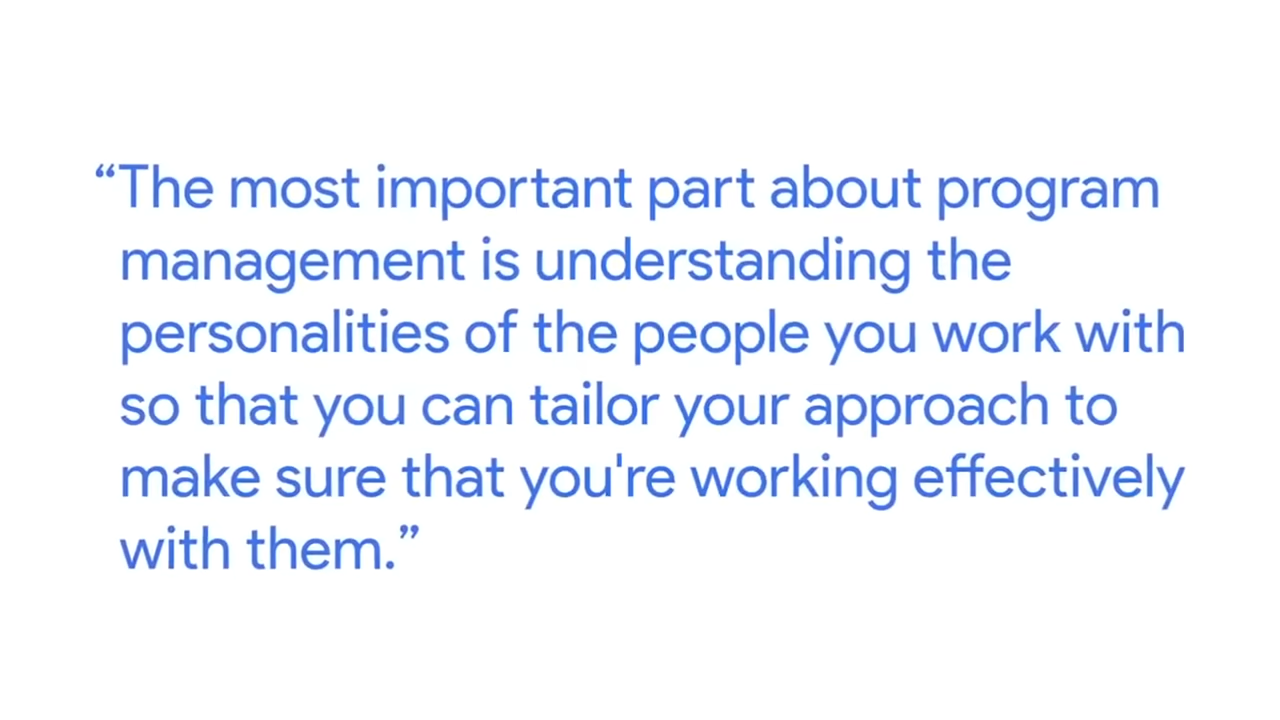 “The most important part about program
management is understanding the
personalities of the people you work with
so that you can tailor your approach to
make sure that you're working effectively
with them.”